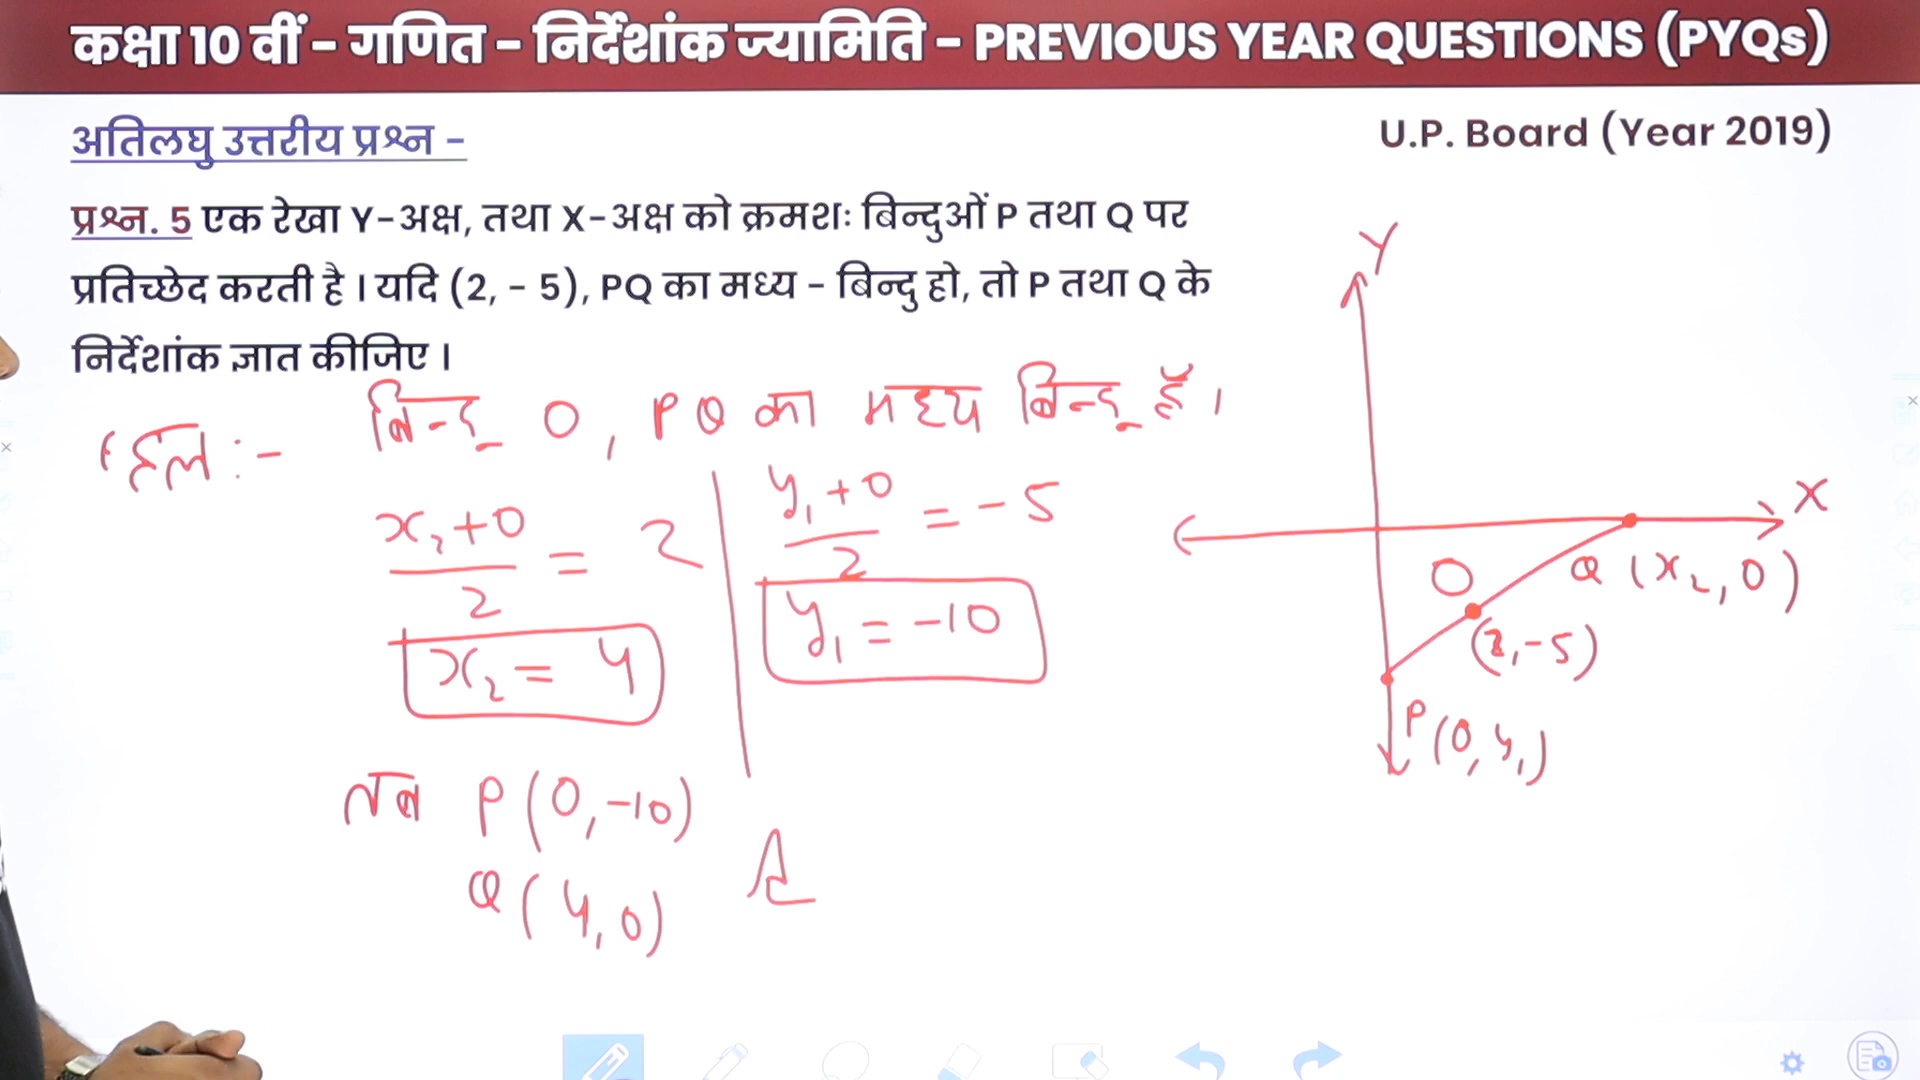 कक्षा 10 वीं – गणित – निर्देशांक ज्यामिति – PREVIOUS YEAR QUESTIONS (PYQs)
अतिलघु उत्तरीय प्रश्न –
U.P. Board (Year 2019)
प्रश्न. 5 एक रेखा Y-अक्ष, तथा X-अक्ष को क्रमशः बिन्दुओं P तथा Q पर
प्रतिच्छेद करती है । यदि (2, - 5), PQ का मध्य – बिन्दु हो, तो P तथा Q के
निर्देशांक ज्ञात कीजिए ।
हल :- बिन्दु O, PQ का मध्य बिन्दु है ।
x₂+0/2 = 2
y₁+0/2 = -5
x₂ = 4
y₁ = -10
तब P(0,-10)
Q(4,0)
Y
X
O
Q (x₂,0)
(2,-5)
P(0,y₁)